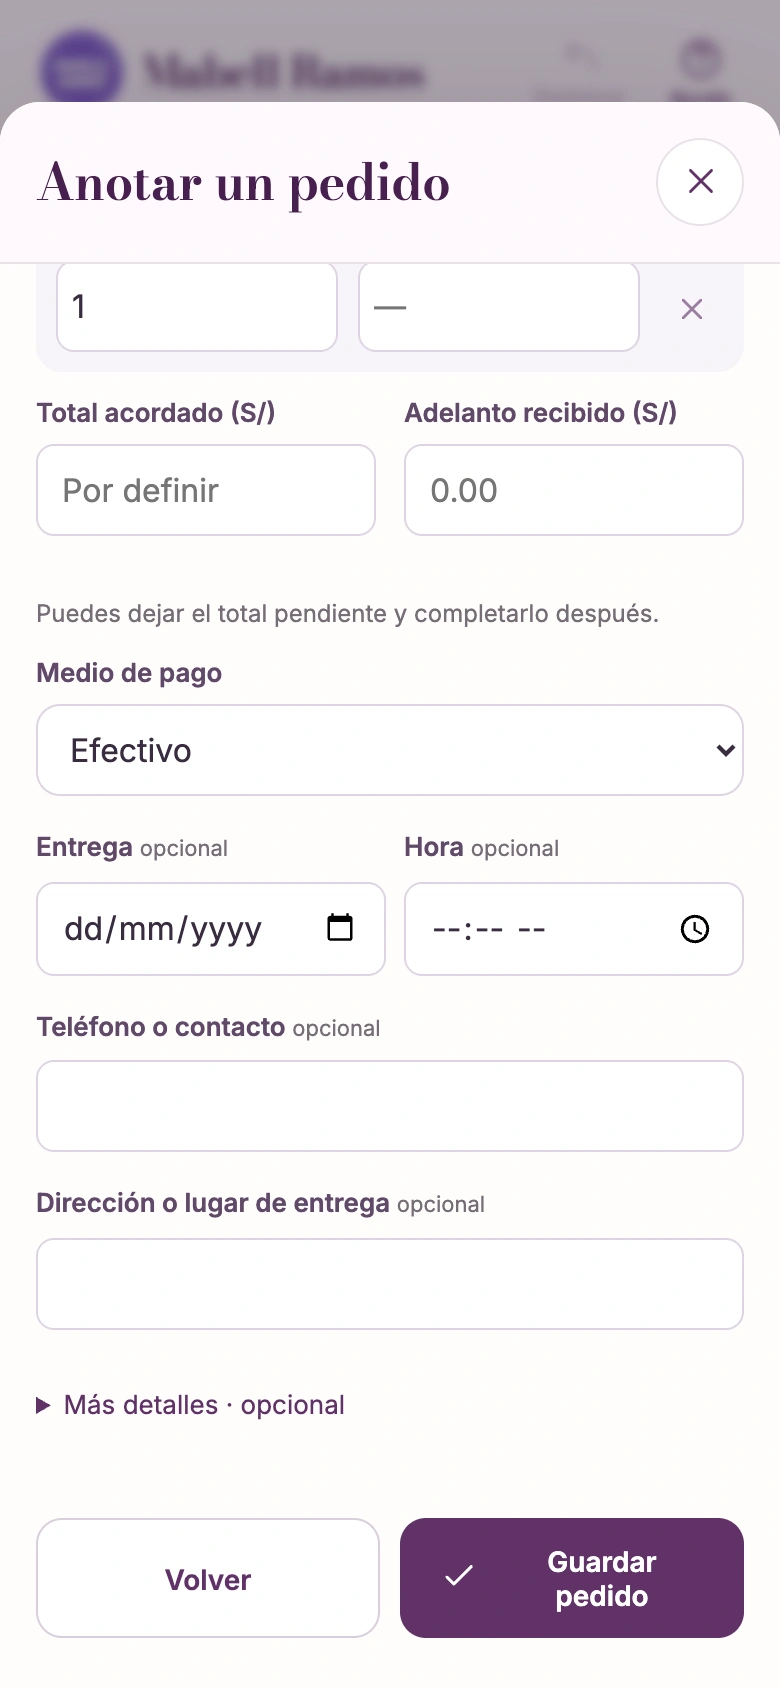 Mabell Ramos
Anotar un pedido
1
—
Total acordado (S/)
Adelanto recibido (S/)
Por definir
0.00
Puedes dejar el total pendiente y completarlo después.
Medio de pago
Efectivo
Entrega opcional
Hora opcional
dd/mm/yyyy
--:-- --
Teléfono o contacto opcional
Dirección o lugar de entrega opcional
Más detalles · opcional
Volver
Guardar
pedido